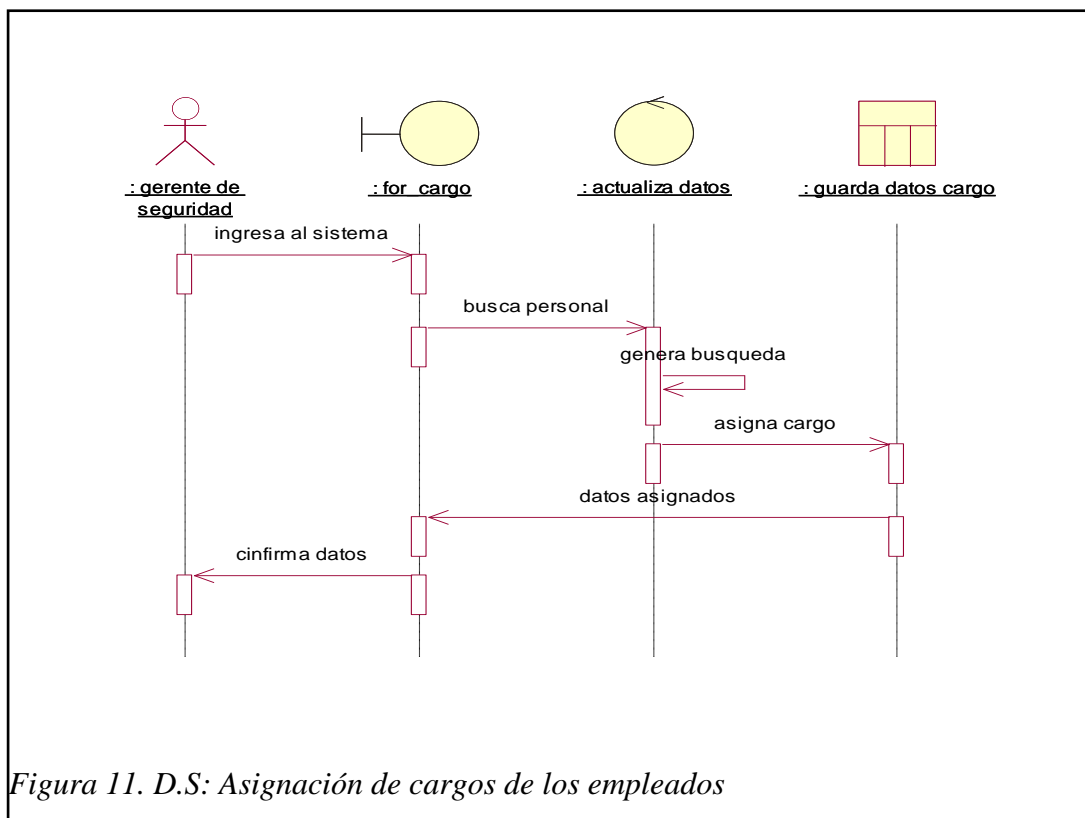 : gerente de
seguridad
: for_cargo
: actualiza datos
: guarda datos cargo
ingresa al sistema
busca personal
genera busqueda
asigna cargo
datos asignados
cinfirma datos
Figura 11. D.S: Asignación de cargos de los empleados